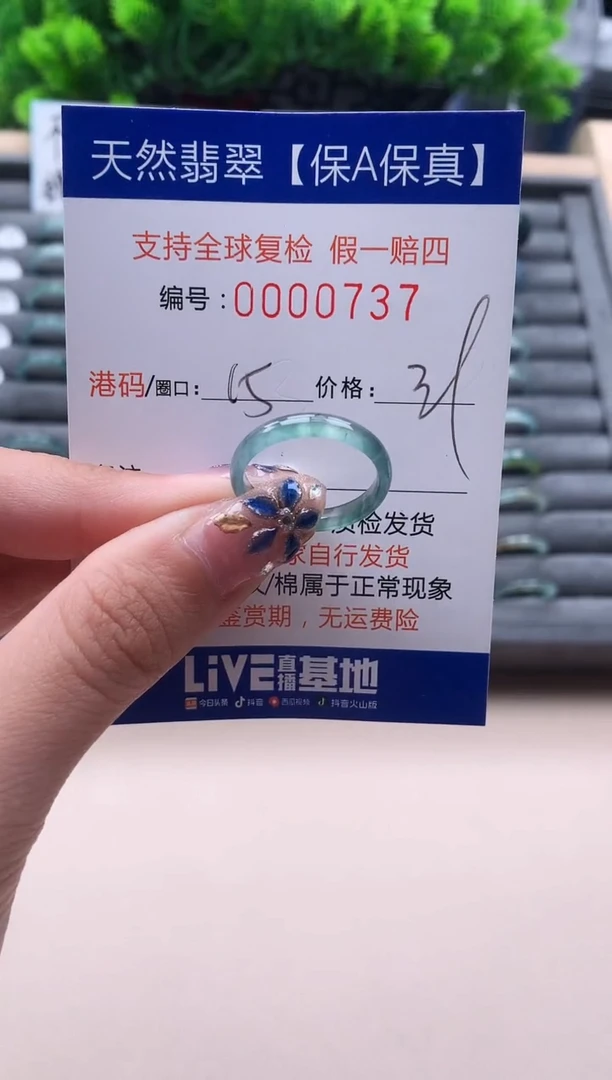 天然翡翠【保A保真】
支持全球复检 假一赔四
编号:0000737
港码/圈口: 15 价格:
质检发货
家自行发货
/棉属于正常现象
鉴赏期，无运费险
LiVE直播基地
今日头条 抖音 西瓜视频 抖音火山版